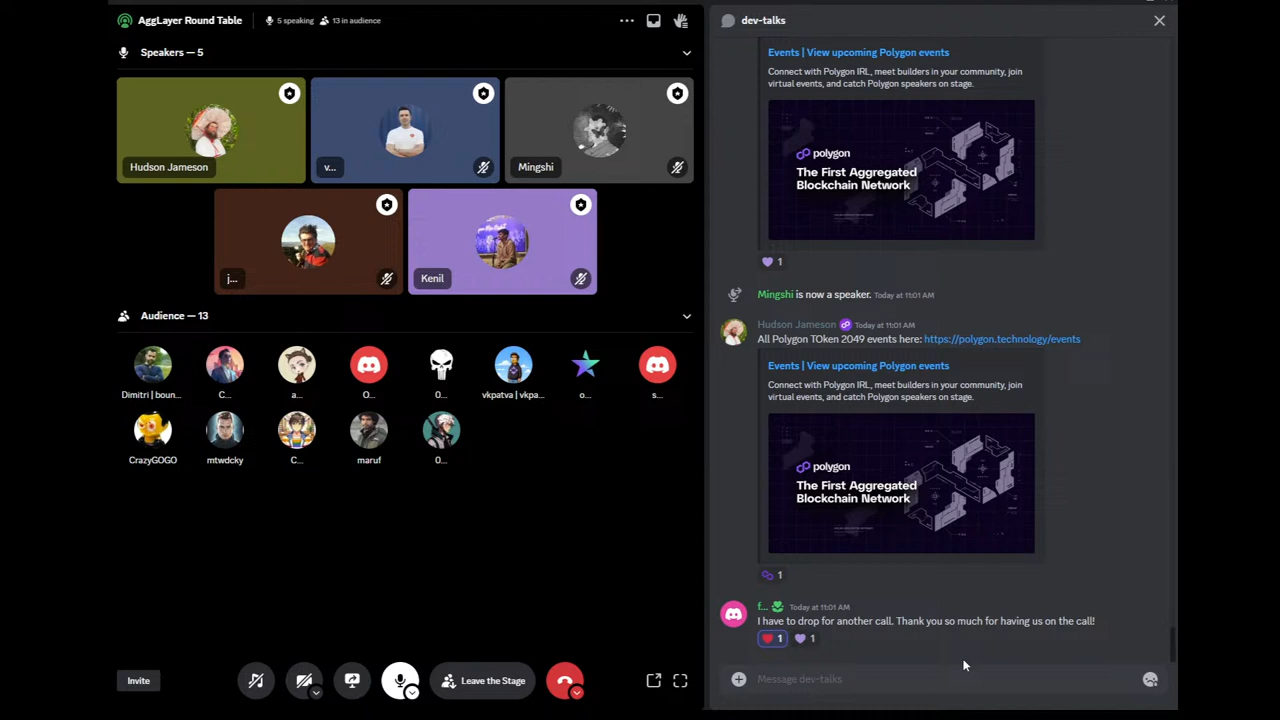 AggLayer Round Table
5 speaking
13 in audience
Speakers — 5
Hudson Jameson
v...
Mingshi
j...
Kenil
Audience — 13
Dimitri | boun...
C...
a...
O...
0...
vkpatva | vkpa...
o...
s...
CrazyGOGO
mtwdcky
C...
maruf
0...
Invite
Leave the Stage
dev-talks
Events | View upcoming Polygon events
Connect with Polygon IRL, meet builders in your community, join
virtual events, and catch Polygon speakers on stage.
polygon
The First Aggregated
Blockchain Network
1
Mingshi is now a speaker. Today at 11:01 AM
Hudson Jameson Today at 11:01 AM
All Polygon TOken 2049 events here: https://polygon.technology/events
Events | View upcoming Polygon events
Connect with Polygon IRL, meet builders in your community, join
virtual events, and catch Polygon speakers on stage.
polygon
The First Aggregated
Blockchain Network
1
f... Today at 11:01 AM
I have to drop for another call. Thank you so much for having us on the call!
1 1
Message dev-talks